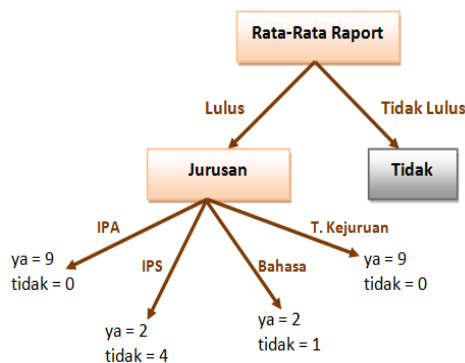 Rata-Rata Raport
Lulus
Tidak Lulus
Jurusan
Tidak
IPA
IPS
Bahasa
T. Kejuruan
ya = 9
tidak = 0
ya = 2
tidak = 4
ya = 2
tidak = 1
ya = 9
tidak = 0